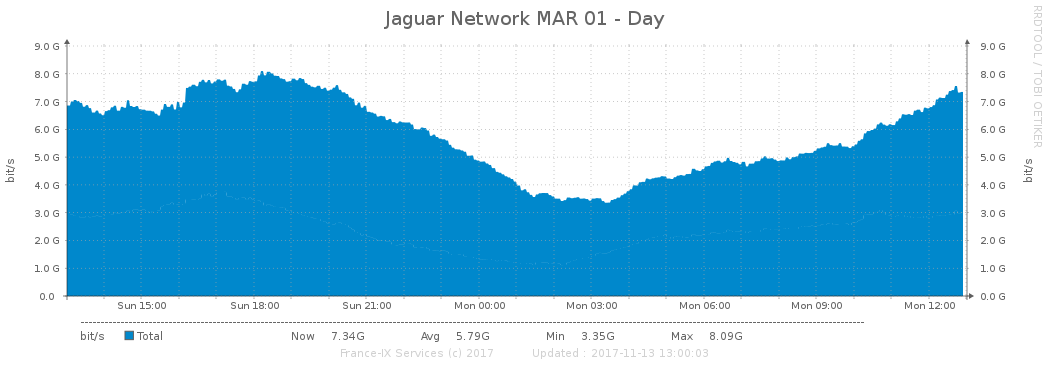 Jaguar Network MAR 01 - Day
RRDTOOL / TOBI OETIKER
9.0 G 9.0 G
8.0 G 8.0 G
7.0 G 7.0 G
6.0 G 6.0 G
5.0 G 5.0 G
4.0 G 4.0 G
3.0 G 3.0 G
2.0 G 2.0 G
1.0 G 1.0 G
0.0 0.0 G
bit/s bit/s
Sun 15:00 Sun 18:00 Sun 21:00 Mon 00:00 Mon 03:00 Mon 06:00 Mon 09:00 Mon 12:00
bit/s Total Now 7.34G Avg 5.79G Min 3.35G Max 8.09G
France-IX Services (c) 2017 Updated : 2017-11-13 13:00:03